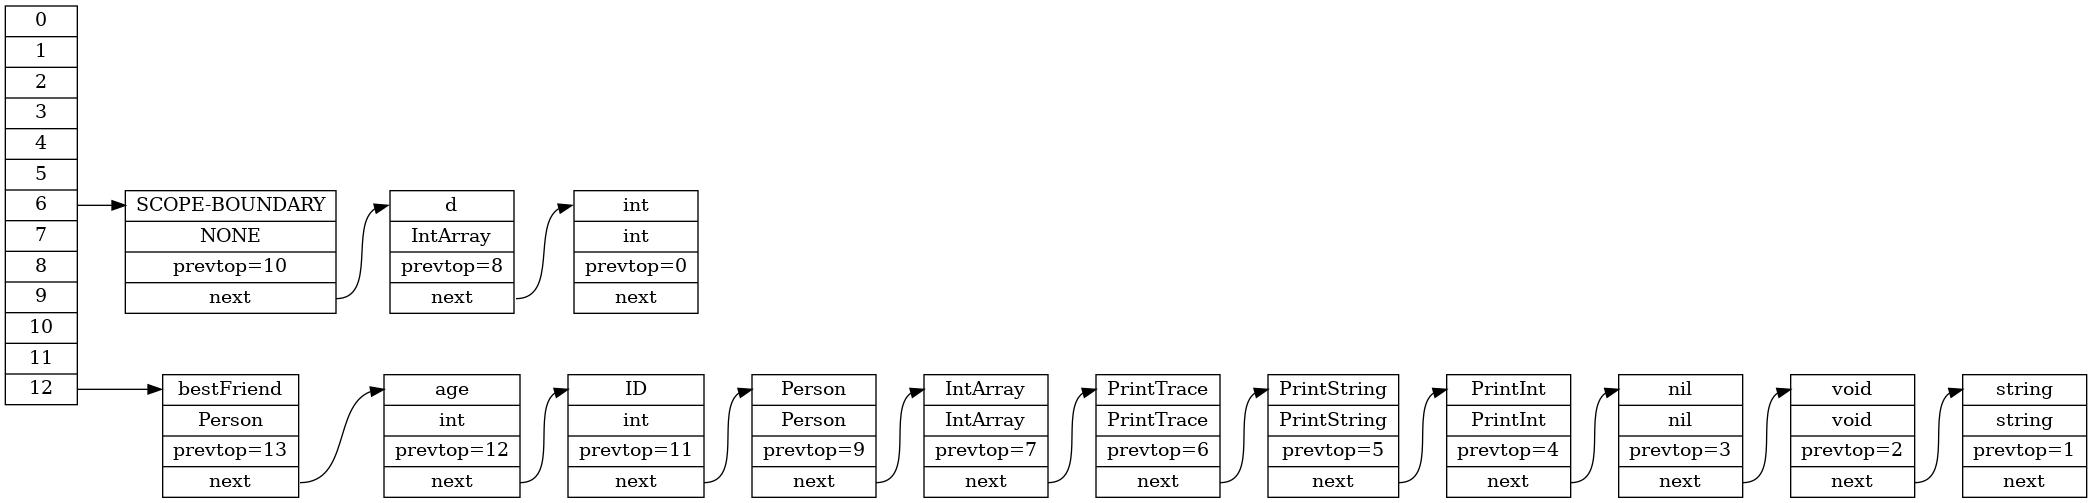 0
1
2
3
4
5
6
7
8
9
10
11
12
SCOPE-BOUNDARY
NONE
prevtop=10
next
d
IntArray
prevtop=8
next
int
int
prevtop=0
next
bestFriend
Person
prevtop=13
next
age
int
prevtop=12
next
ID
int
prevtop=11
next
Person
Person
prevtop=9
next
IntArray
IntArray
prevtop=7
next
PrintTrace
PrintTrace
prevtop=6
next
PrintString
PrintString
prevtop=5
next
PrintInt
PrintInt
prevtop=4
next
nil
nil
prevtop=3
next
void
void
prevtop=2
next
string
string
prevtop=1
next